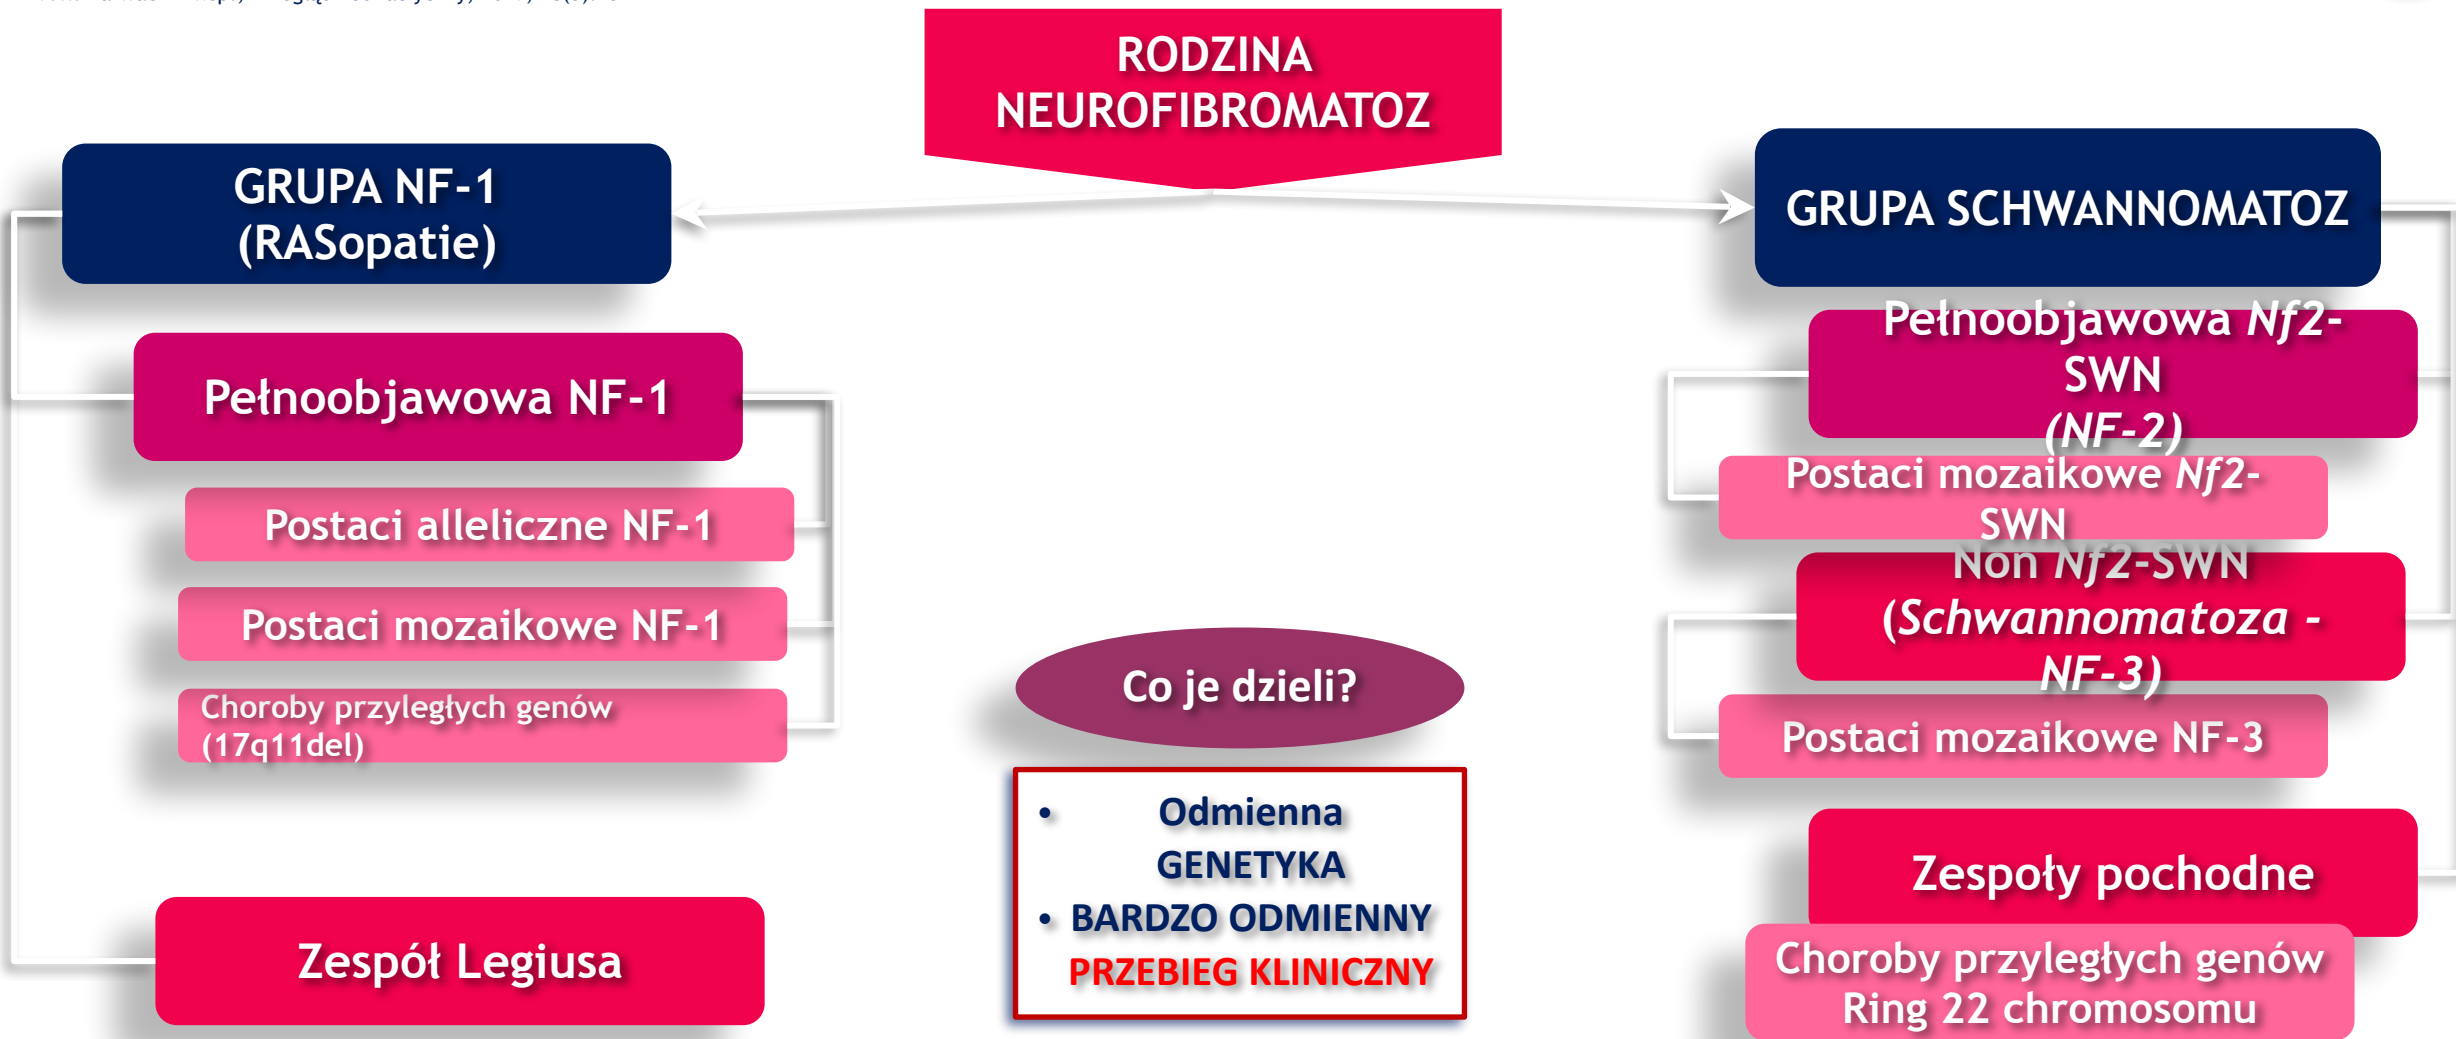 RODZINA
NEUROFIBROMATOZ
GRUPA NF-1
(RASopatie)
Pełnoobjawowa NF-1
Postaci alleliczne NF-1
Postaci mozaikowe NF-1
Choroby przyległych genów
(17q11del)
Zespół Legiusa
Co je dzieli?
• Odmienna
GENETYKA
• BARDZO ODMIENNY
PRZEBIEG KLINICZNY
GRUPA SCHWANNOMATOZ
Pełnoobjawowa Nf2-
SWN
(NF-2)
Postaci mozaikowe Nf2-
SWN
Non Nf2-SWN
(Schwannomatoza -
NF-3)
Postaci mozaikowe NF-3
Zespoły pochodne
Choroby przyległych genów
Ring 22 chromosomu